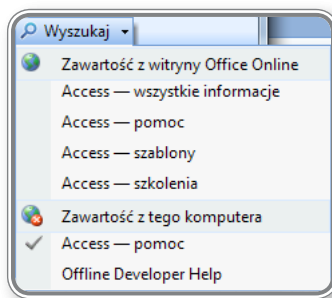 Wyszukaj
Zawartość z witryny Office Online
Access — wszystkie informacje
Access — pomoc
Access — szablony
Access — szkolenia
Zawartość z tego komputera
Access — pomoc
Offline Developer Help